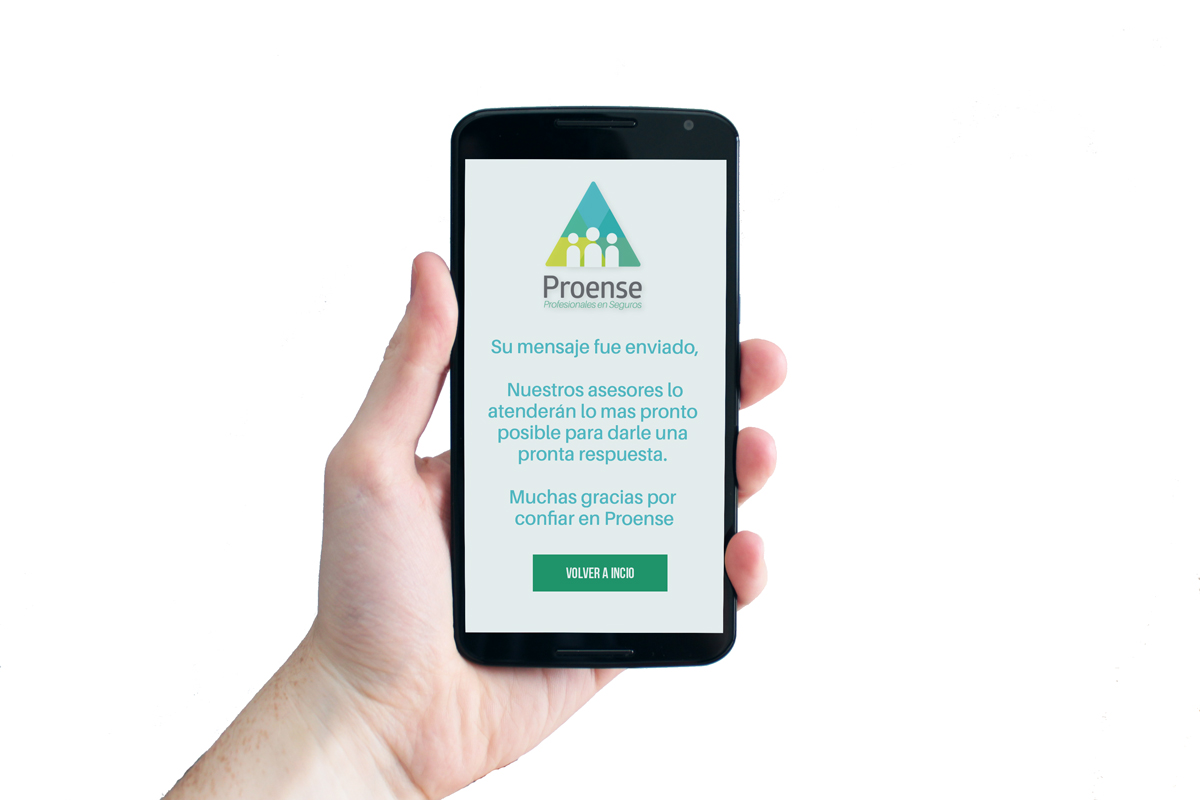 Proense
Profesionales en Seguros
Su mensaje fue enviado,
Nuestros asesores lo
atenderán lo mas pronto
posible para darle una
pronta respuesta.
Muchas gracias por
confiar en Proense
VOLVER A INCIO